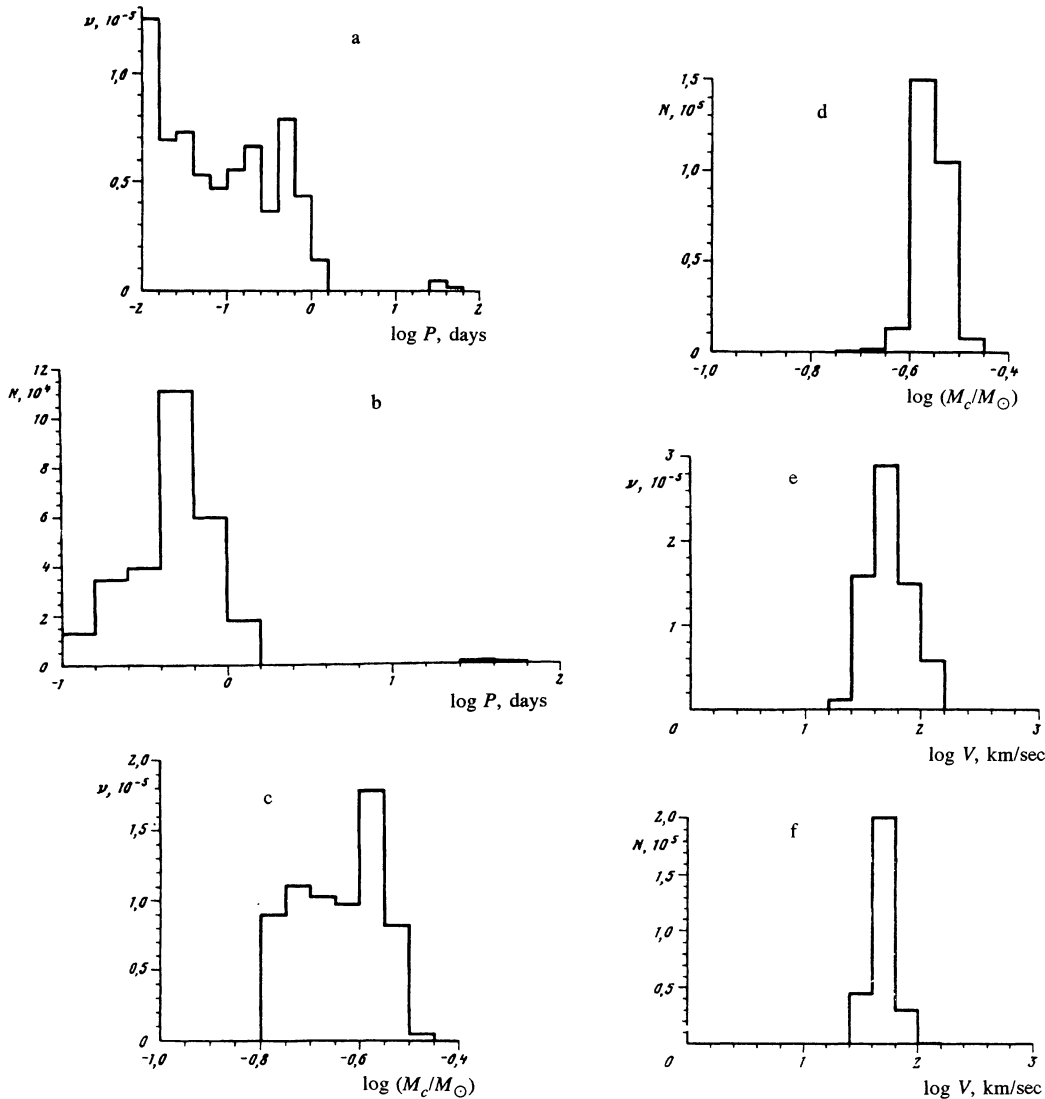 ν, 10⁻⁵
a
1,0
0,5
0
-2 -1 0 1 2
log P, days
N, 10⁴
b
12
10
8
6
4
2
0
-1 0 1 2
log P, days
2,0
ν, 10⁻⁵
c
1,5
1,0
0,5
0
-1,0 -0,8 -0,6 -0,4
log (M_c/M_⊙)
1,5
N, 10⁵
d
1,0
0,5
0
-1,0 -0,8 -0,6 -0,4
log (M_c/M_⊙)
3
ν, 10⁻⁵
e
2
1
0 1 2 3
log V, km/sec
2,0
N, 10⁵
f
1,5
1,0
0,5
0 1 2 3
log V, km/sec